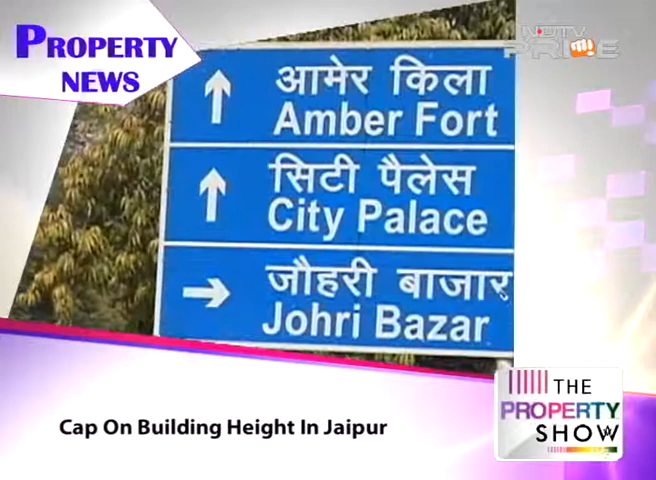 PROPERTY
NEWS
NDTV
PRIME
आमेर किला
Amber Fort
सिटी पैलेस
City Palace
जौहरी बाजार
Johri Bazar
Cap On Building Height In Jaipur
THE
PROPERTY
SHOW